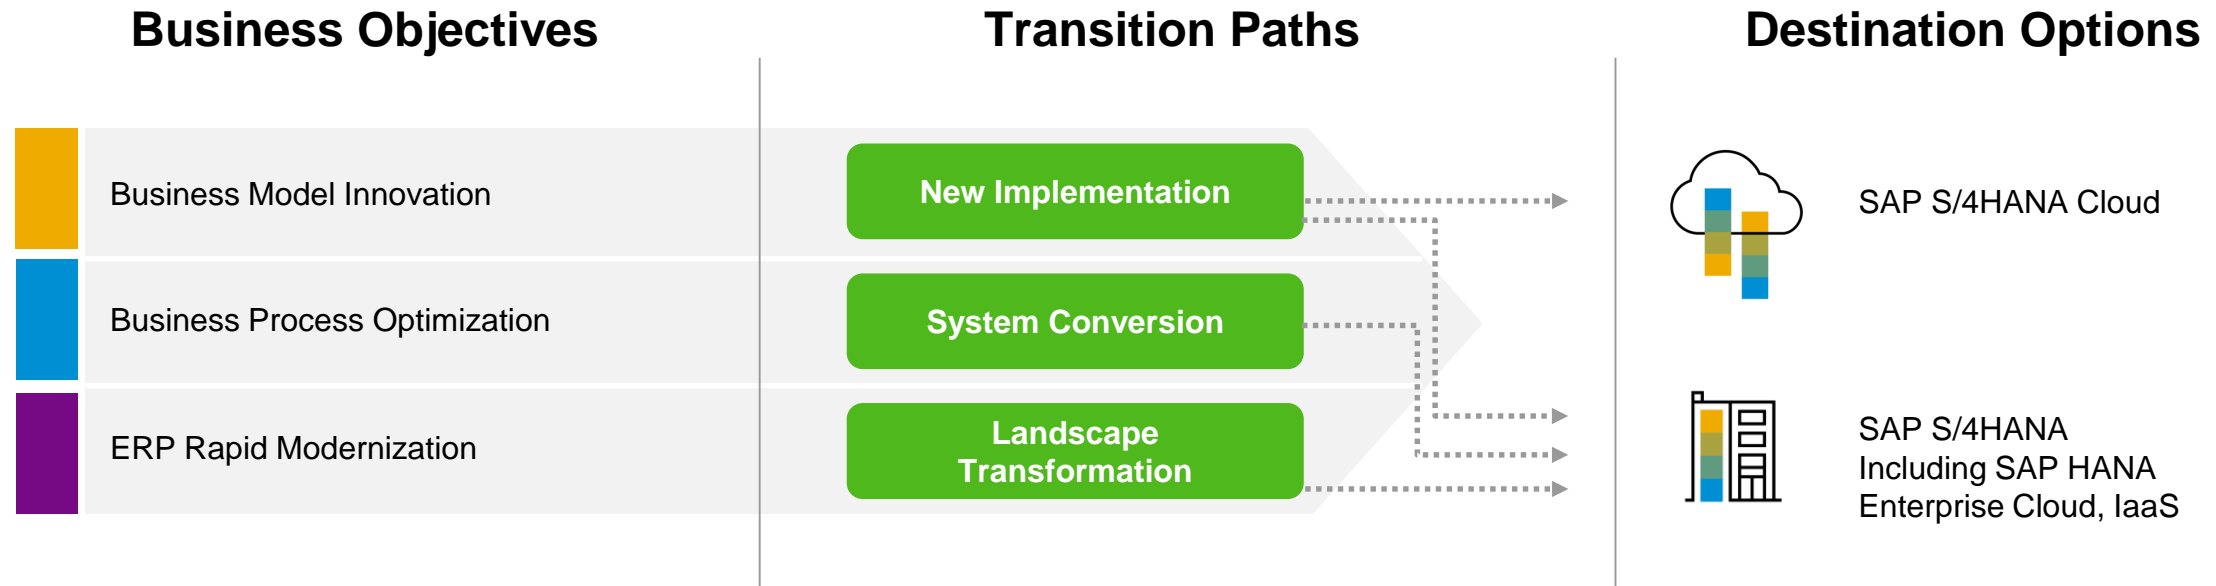 Business Objectives
Transition Paths
Destination Options
Business Model Innovation
New Implementation
SAP S/4HANA Cloud
Business Process Optimization
System Conversion
ERP Rapid Modernization
Landscape
Transformation
SAP S/4HANA
Including SAP HANA
Enterprise Cloud, IaaS